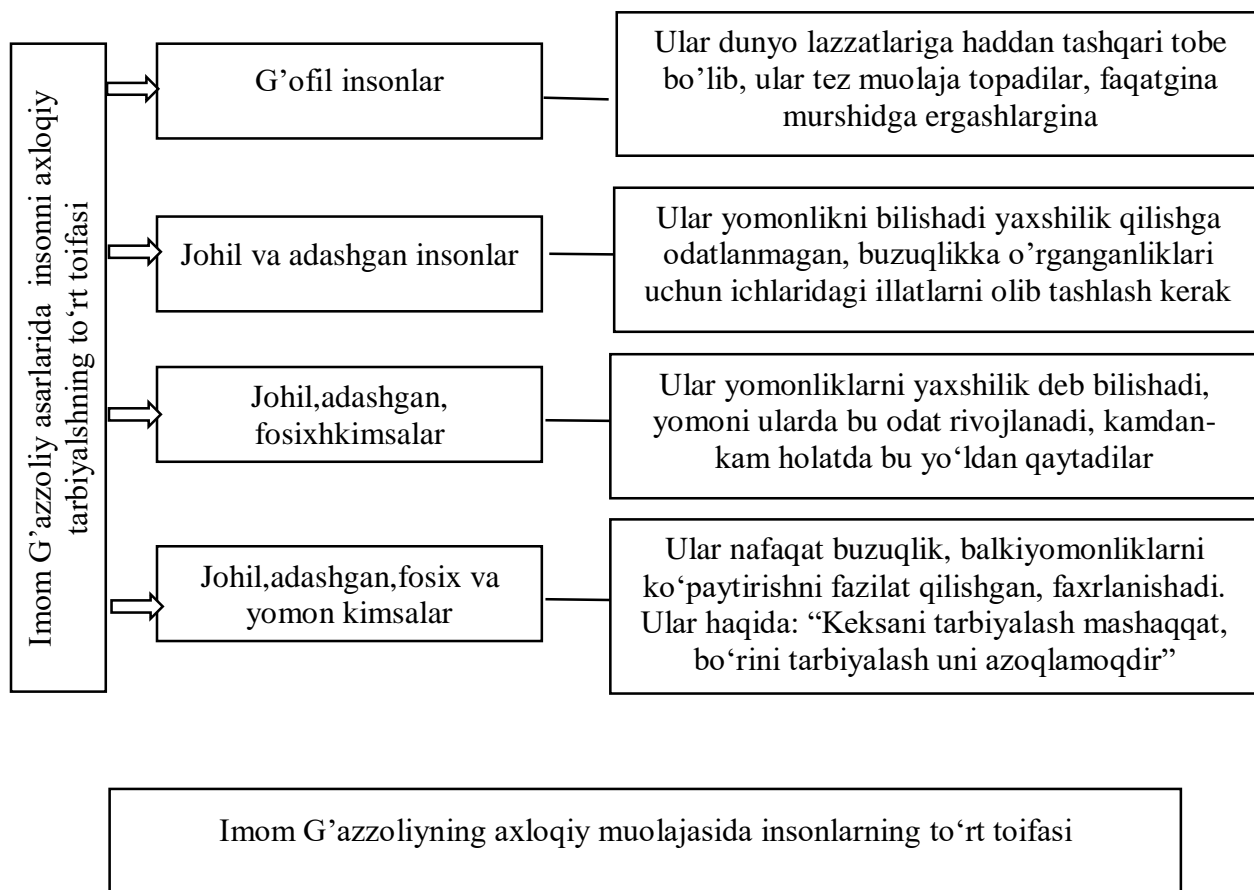 Imom G’azzoliy asarlarida insonni axloqiy
tarbiyalshning to‘rt toifasi
G’ofil insonlar
Ular dunyo lazzatlariga haddan tashqari tobe
bo’lib, ular tez muolaja topadilar, faqatgina
murshidga ergashlargina
Johil va adashgan insonlar
Ular yomonlikni bilishadi yaxshilik qilishga
odatlanmagan, buzuqlikka o’rganganliklari
uchun ichlaridagi illatlarni olib tashlash kerak
Johil,adashgan,
fosixhkimsalar
Ular yomonliklarni yaxshilik deb bilishadi,
yomoni ularda bu odat rivojlanadi, kamdan-
kam holatda bu yo‘ldan qaytadilar
Johil,adashgan,fosix va
yomon kimsalar
Ular nafaqat buzuqlik, balkiyomonliklarni
ko‘paytirishni fazilat qilishgan, faxrlanishadi.
Ular haqida: “Keksani tarbiyalash mashaqqat,
bo‘rini tarbiyalash uni azoqlamoqdir”
Imom G’azzoliyning axloqiy muolajasida insonlarning to‘rt toifasi